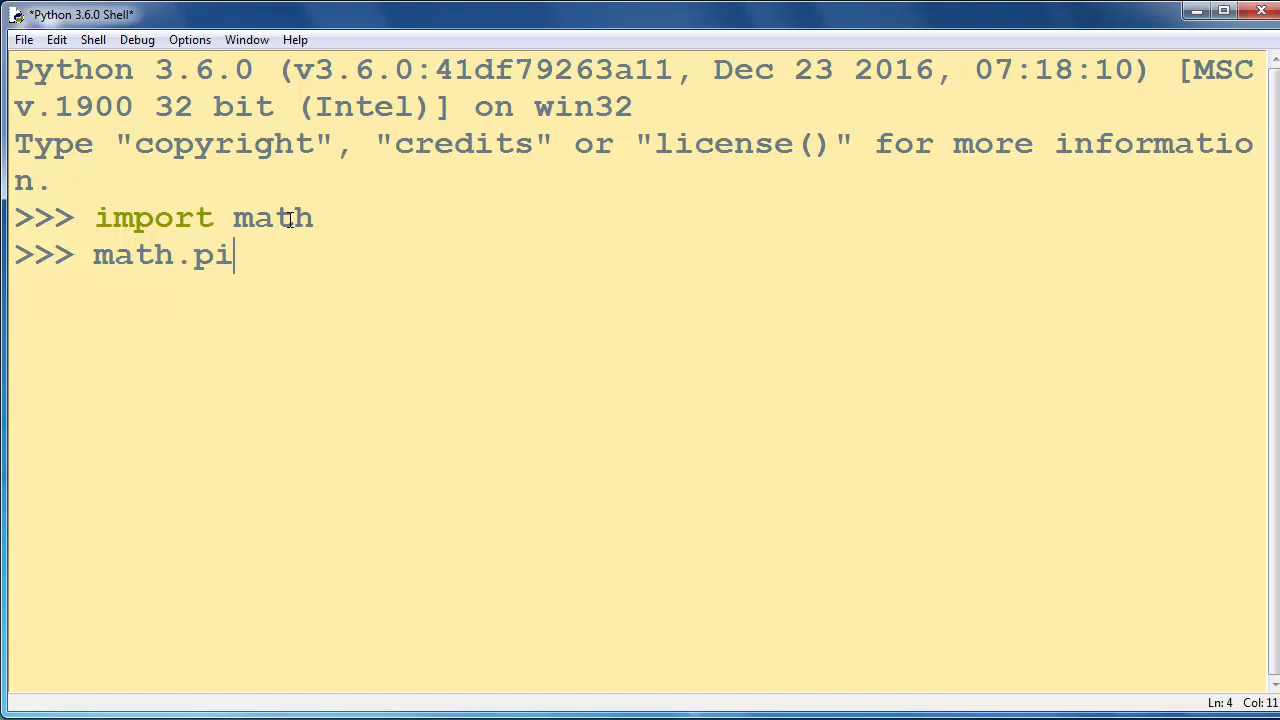 *Python 3.6.0 Shell*
File Edit Shell Debug Options Window Help
Python 3.6.0 (v3.6.0:41df79263a11, Dec 23 2016, 07:18:10) [MSC
v.1900 32 bit (Intel)] on win32
Type "copyright", "credits" or "license()" for more informatio
n.
>>> import math
>>> math.pi
Ln: 4 Col: 11